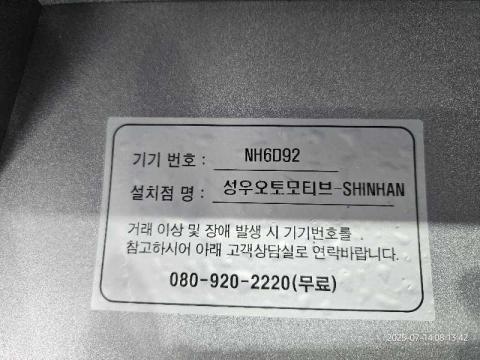 기기 번호 : NH6D92
설치점 명 : 성우오토모티브-SHINHAN
거래 이상 및 장애 발생 시 기기번호를
참고하시어 아래 고객상담실로 연락바랍니다.
080-920-2220(무료)
2025-07-14 08:13:42